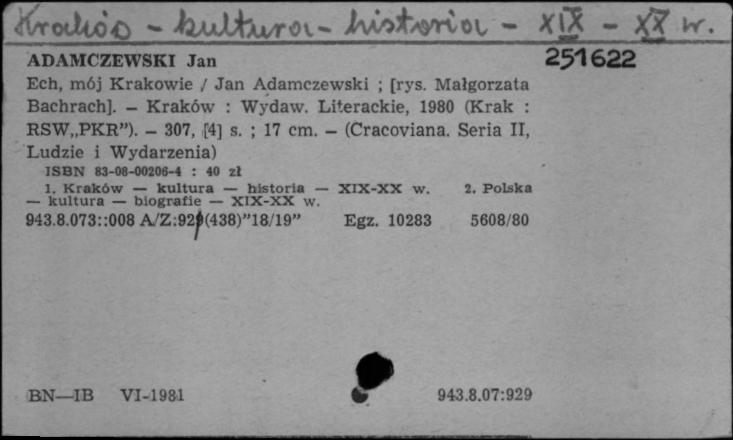 Kraków - kultura - historia - XIX - XX w.
ADAMCZEWSKI Jan 251622
Ech, mój Krakowie / Jan Adamczewski ; [rys. Małgorzata
Bachrach]. — Kraków : Wydaw. Literackie, 1980 (Krak :
RSW„PKR”). — 307, [4] s. ; 17 cm. — (Cracoviana. Seria II,
Ludzie i Wydarzenia)
ISBN 83-08-00206-4 : 40 zł
1. Kraków — kultura — historia — XIX-XX w. 2. Polska
— kultura — biografie — XIX-XX w.
943.8.073::008 A/Z:929(438)”18/19” Egz. 10283 5608/80
BN—IB VI-1981 943.8.07:929